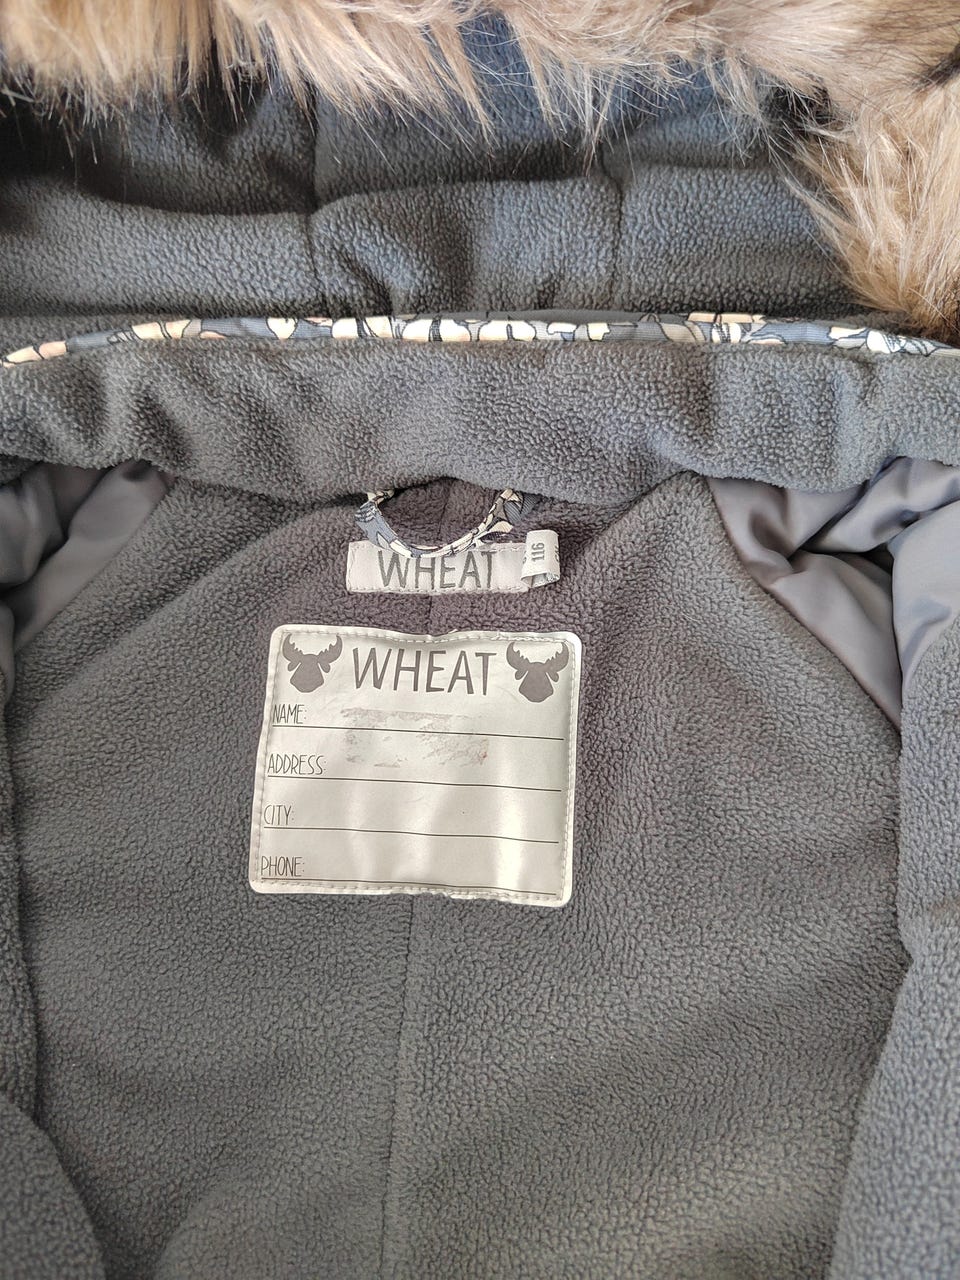 WHEAT
116
WHEAT
NAME:
ADDRESS:
CITY:
PHONE: